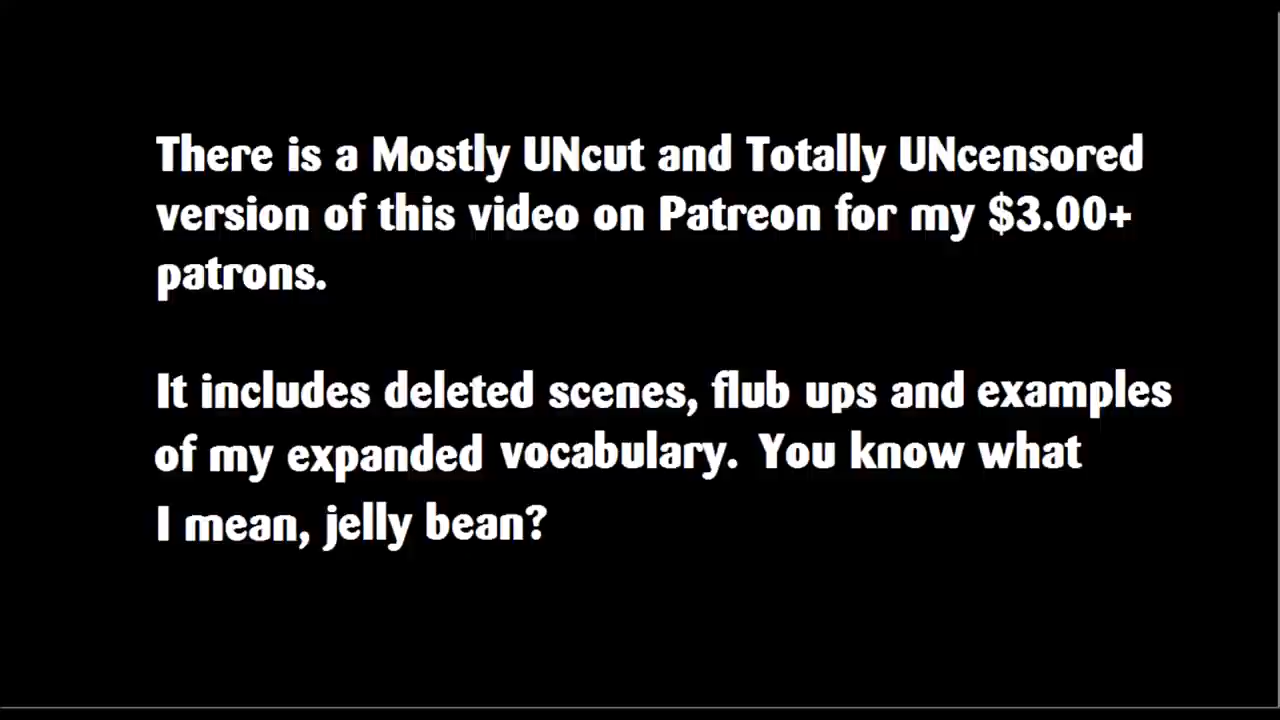 There is a Mostly UNcut and Totally UNcensored
version of this video on Patreon for my $3.00+
patrons.
It includes deleted scenes, flub ups and examples
of my expanded vocabulary. You know what
I mean, jelly bean?